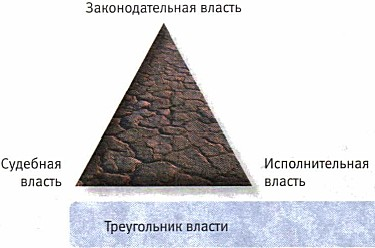 Законодательная власть
Судебная власть
Исполнительная власть
Треугольник власти